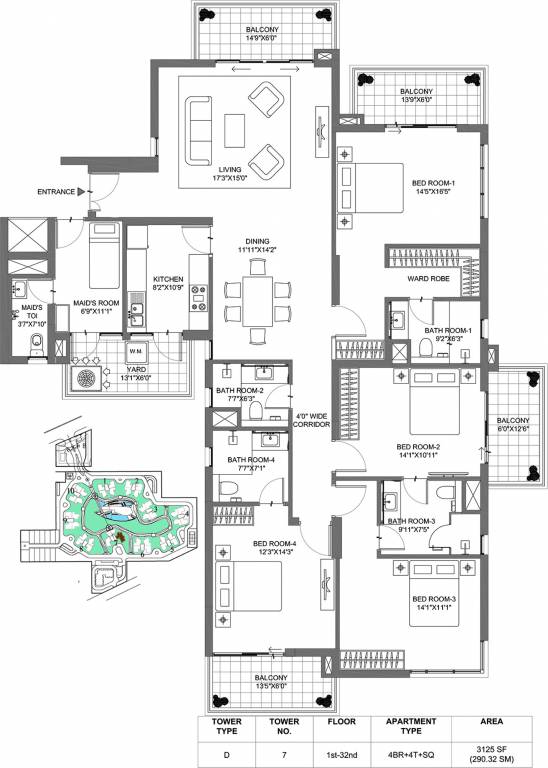 BALCONY
14'9"X6'0"
BALCONY
13'9"X6'0"
LIVING
17'3"X15'0"
BED ROOM-1
14'5"X16'5"
ENTRANCE
DINING
11'11"X14'2"
KITCHEN
8'2"X10'9"
WARD ROBE
MAID'S ROOM
6'9"X11'1"
MAID'S
TOI
3'7"X7'10"
BATH ROOM-1
9'2"X6'3"
W.M.
YARD
13'1"X6'0"
BATH ROOM-2
7'7"X6'3"
4'0" WIDE
CORRIDOR
BALCONY
6'0"X12'6"
BED ROOM-2
14'1"X10'11"
BATH ROOM-4
7'7"X7'1"
BATH ROOM-3
9'11"X7'5"
BED ROOM-4
12'3"X14'3"
BED ROOM-3
14'1"X11'1"
BALCONY
13'5"X6'0"
TOWER TYPE
TOWER NO.
FLOOR
APARTMENT TYPE
AREA
D
7
1st-32nd
4BR+4T+SQ
3125 SF
(290.32 SM)